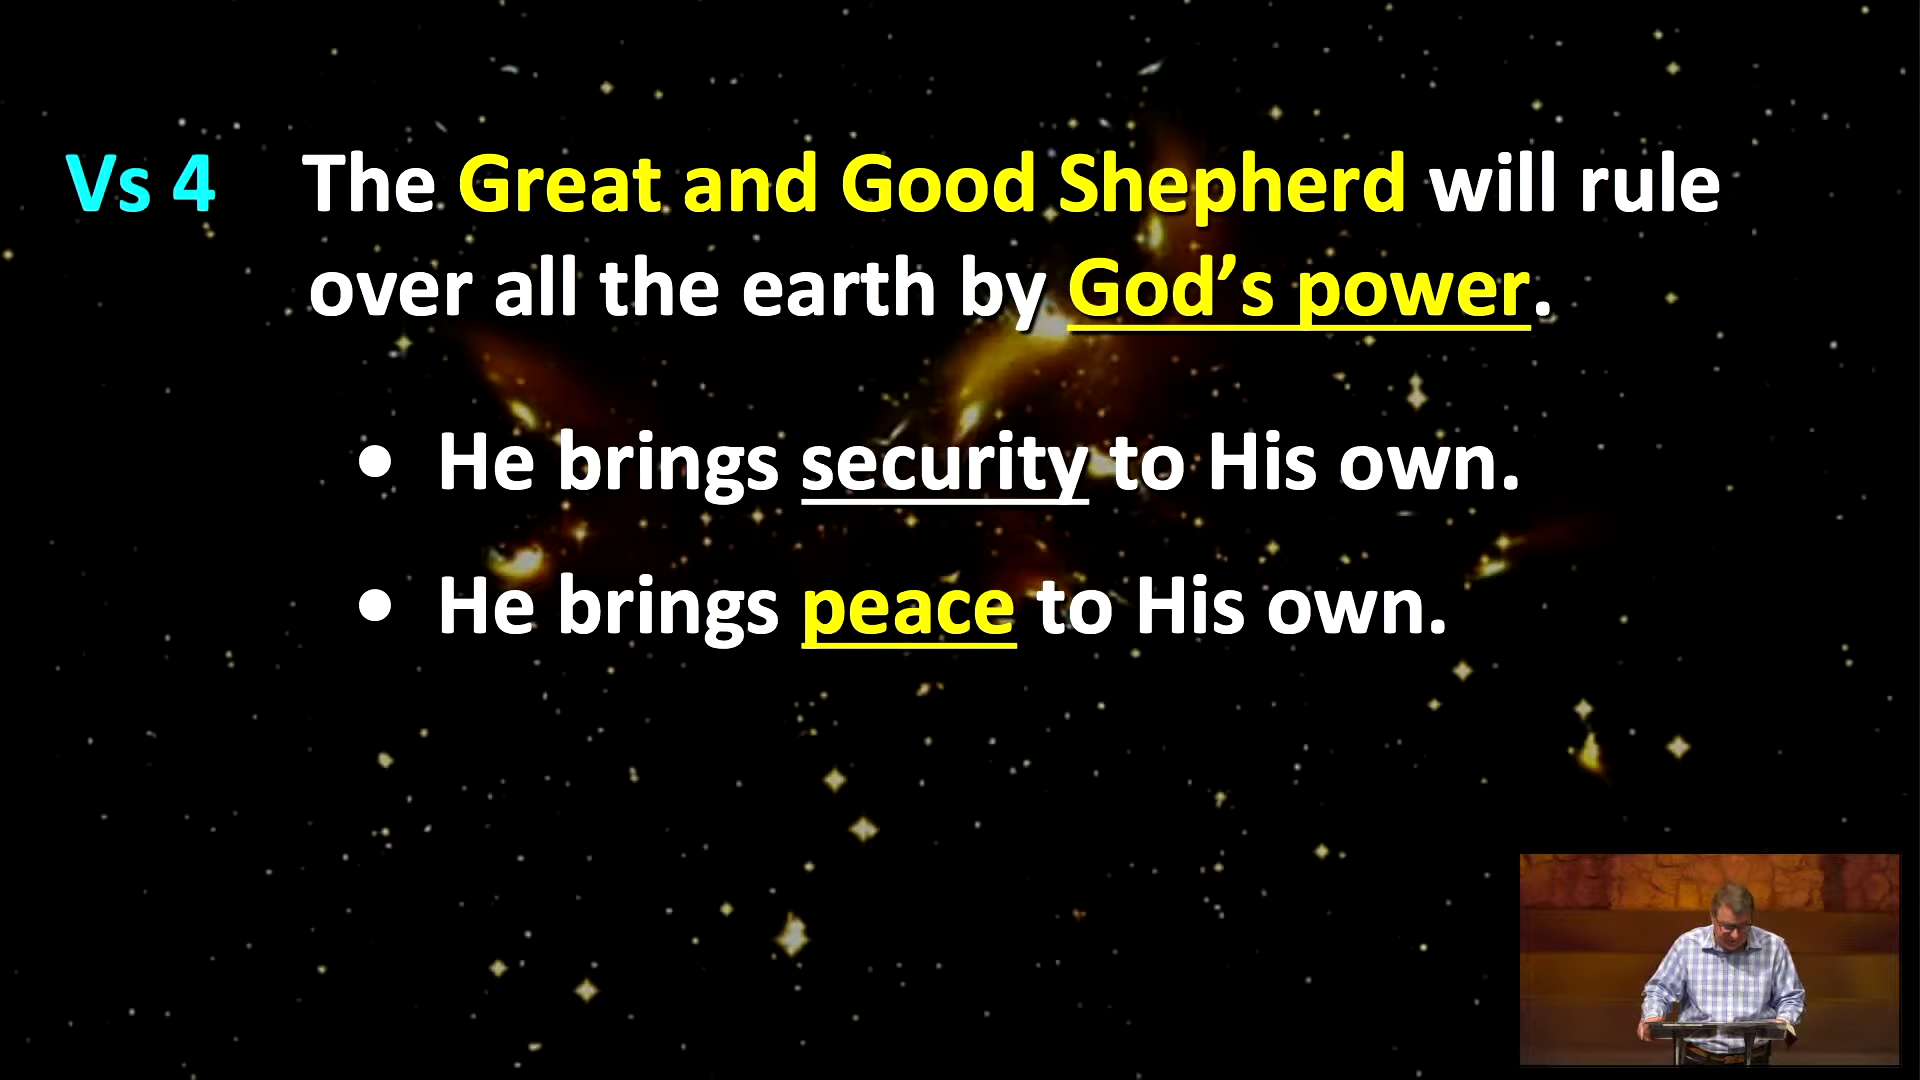 Vs 4 The Great and Good Shepherd will rule
over all the earth by God’s power.
• He brings security to His own.
• He brings peace to His own.